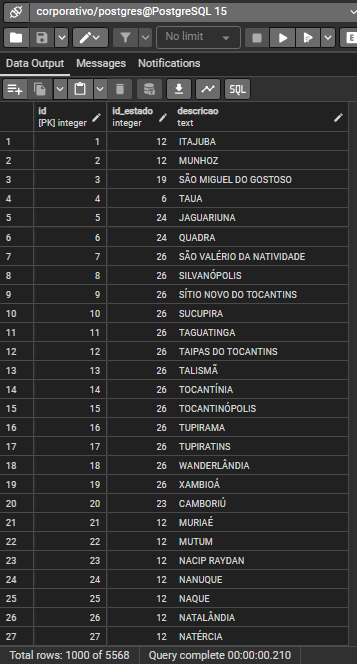 corporativo/postgres@PostgreSQL 15
No limit
E
Data Output Messages Notifications
SQL
id [PK] integer id_estado integer descricao text
1 1 12 ITAJUBA
2 2 12 MUNHOZ
3 3 19 SÃO MIGUEL DO GOSTOSO
4 4 6 TAUA
5 5 24 JAGUARIUNA
6 6 24 QUADRA
7 7 26 SÃO VALÉRIO DA NATIVIDADE
8 8 26 SILVANÓPOLIS
9 9 26 SÍTIO NOVO DO TOCANTINS
10 10 26 SUCUPIRA
11 11 26 TAGUATINGA
12 12 26 TAIPAS DO TOCANTINS
13 13 26 TALISMÃ
14 14 26 TOCANTÍNIA
15 15 26 TOCANTINÓPOLIS
16 16 26 TUPIRAMA
17 17 26 TUPIRATINS
18 18 26 WANDERLÂNDIA
19 19 26 XAMBIOÁ
20 20 23 CAMBORIÚ
21 21 12 MURIAÉ
22 22 12 MUTUM
23 23 12 NACIP RAYDAN
24 24 12 NANUQUE
25 25 12 NAQUE
26 26 12 NATALÂNDIA
27 27 12 NATÉRCIA
Total rows: 1000 of 5568 Query complete 00:00:00.210